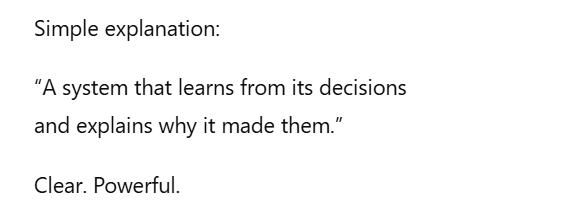 Simple explanation:
“A system that learns from its decisions
and explains why it made them.”
Clear. Powerful.